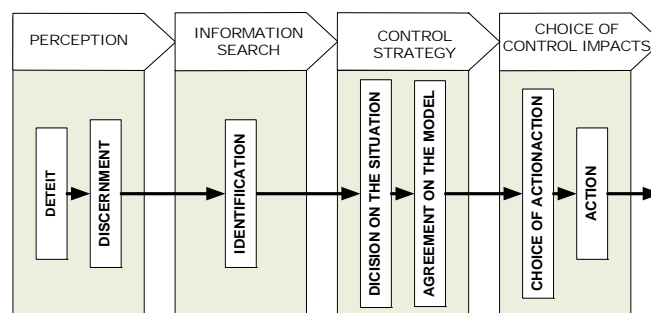 PERCEPTION
INFORMATION
SEARCH
CONTROL
STRATEGY
CHOICE OF
CONTROL IMPACTS
DETEIT
DISCERNMENT
IDENTIFIICATION
DICISION ON THE SITUATION
AGREEMENT ON THE MODEL
CHOICE OF ACTIONACTION
ACTION